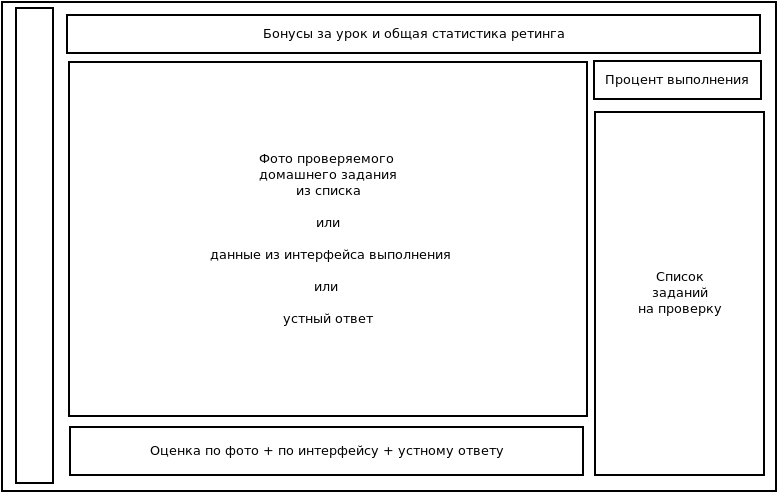 Бонусы за урок и общая статистика ретинга
Процент выполнения
Фото проверяемого
домашнего задания
из списка
или
данные из интерфейса выполнения
или
устный ответ
Список
заданий
на проверку
Оценка по фото + по интерфейсу + устному ответу